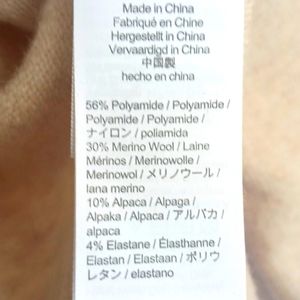 Made in China
Fabriqué en Chine
Hergestellt in China
Vervaardigd in China
中国製
hecho en china
56% Polyamide / Polyamide /
Polyamide / Polyamide /
ナイロン / poliamida
30% Merino Wool / Laine
Mérinos / Merinowolle /
Merinowol / メリノウール /
lana merino
10% Alpaca / Alpaga /
Alpaka / Alpaca / アルパカ /
alpaca
4% Elastane / Élasthanne /
Elastan / Elastaan / ポリウ
レタン / elastano